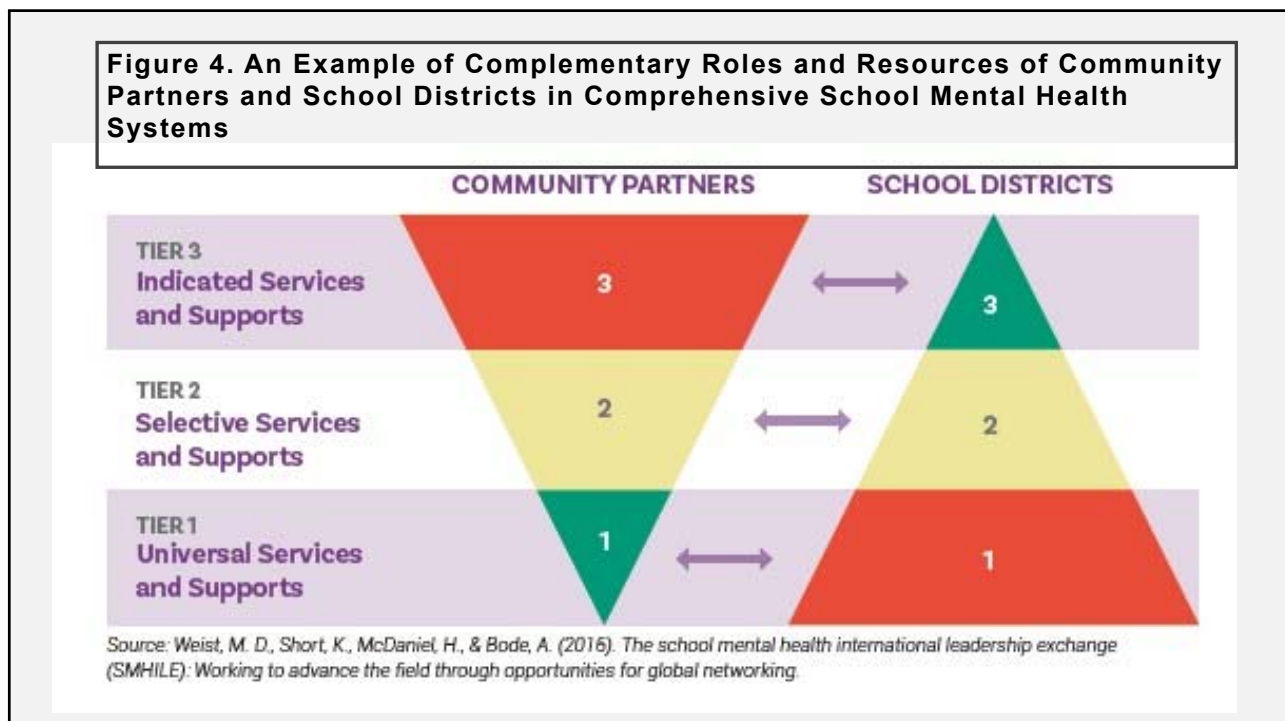 Figure 4. An Example of Complementary Roles and Resources of Community
Partners and School Districts in Comprehensive School Mental Health
Systems
COMMUNITY PARTNERS
SCHOOL DISTRICTS
TIER 3
Indicated Services
and Supports
3
3
TIER 2
Selective Services
and Supports
2
2
TIER 1
Universal Services
and Supports
1
1
Source: Weist, M. D., Short, K., McDaniel, H., & Bode, A. (2016). The school mental health international leadership exchange
(SMHILE): Working to advance the field through opportunities for global networking.